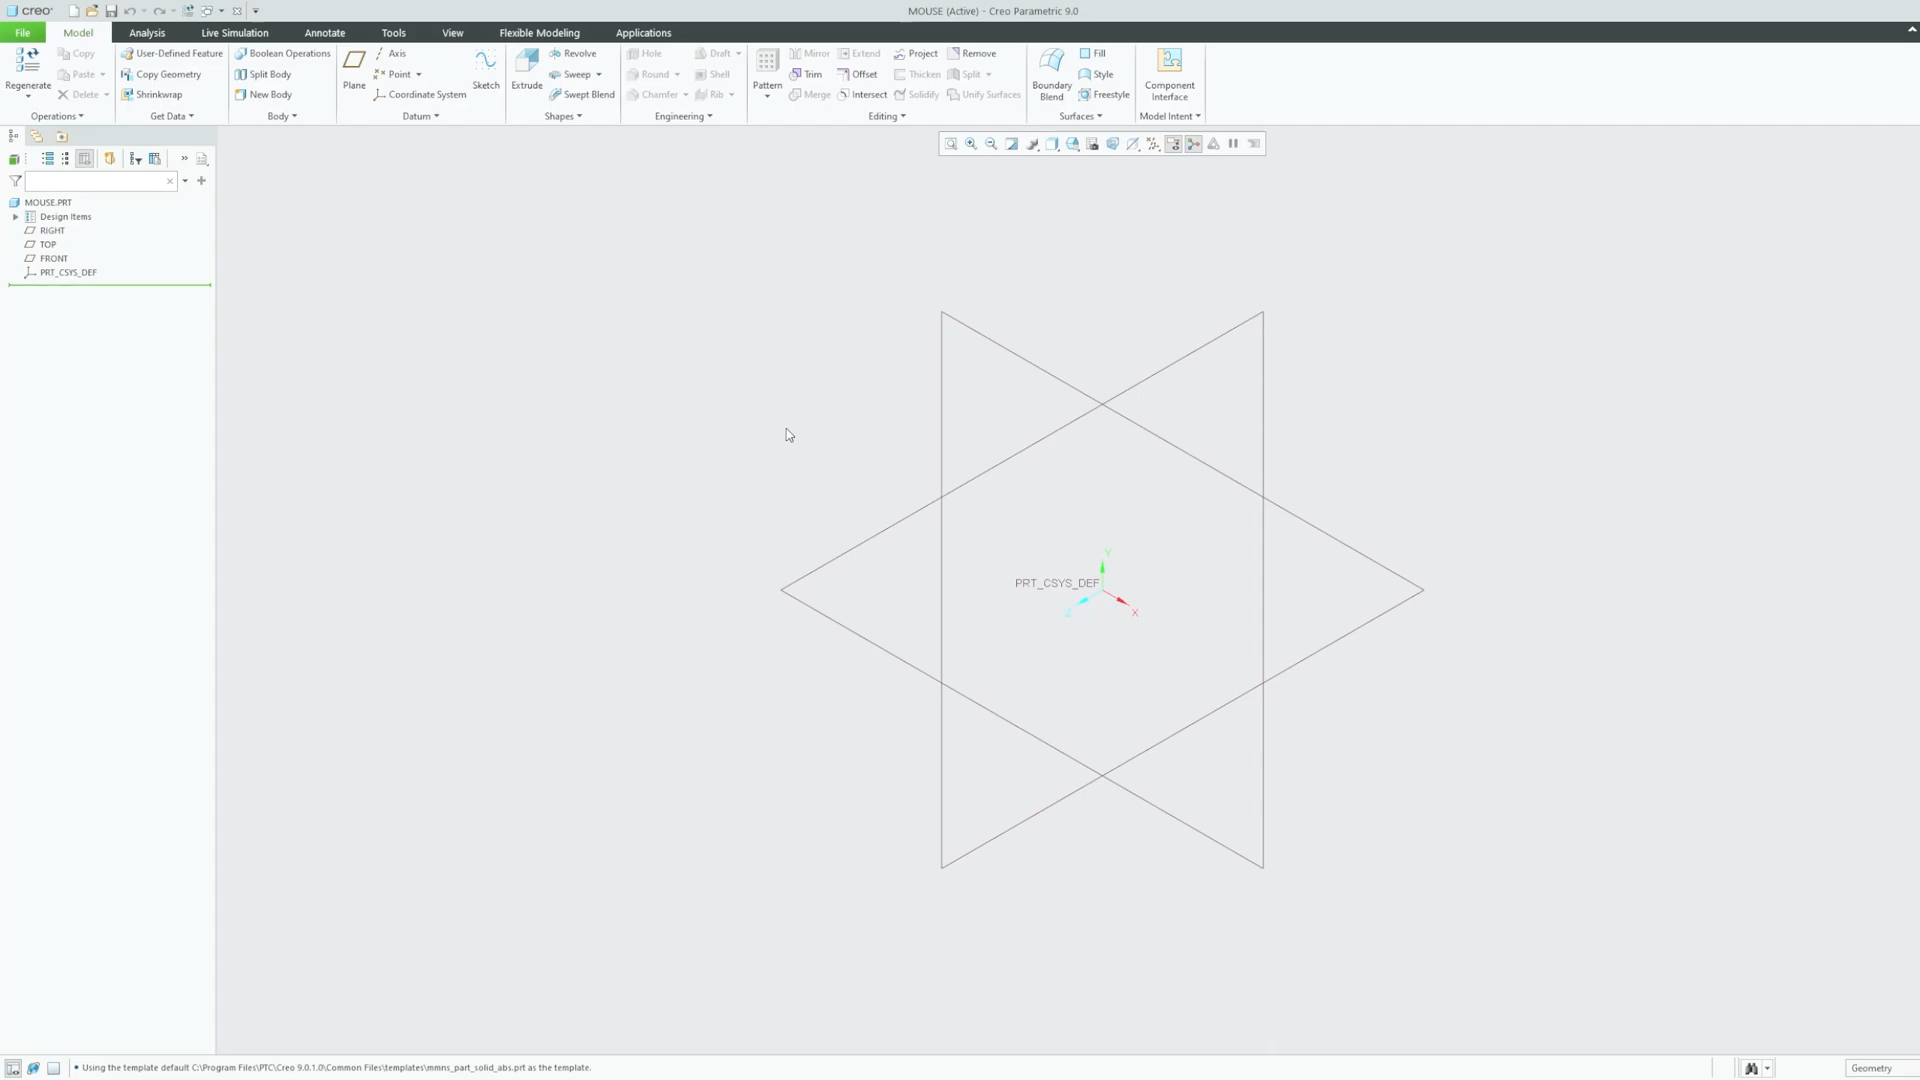 creo
MOUSE (Active) - Creo Parametric 9.0
File Model Analysis Live Simulation Annotate Tools View Flexible Modeling Applications
Regenerate
Copy
Paste
Delete
Operations
User-Defined Feature
Copy Geometry
Shrinkwrap
Get Data
Boolean Operations
Split Body
New Body
Body
Plane
Axis
Point
Coordinate System
Sketch
Datum
Extrude
Revolve
Sweep
Swept Blend
Shapes
Hole
Round
Chamfer
Draft
Shell
Rib
Engineering
Pattern
Mirror
Trim
Merge
Extend
Offset
Intersect
Project
Thicken
Solidify
Remove
Split
Unify Surfaces
Editing
Boundary
Blend
Fill
Style
Freestyle
Surfaces
Component
Interface
Model Intent
MOUSE.PRT
Design Items
RIGHT
TOP
FRONT
PRT_CSYS_DEF
Y
PRT_CSYS_DEF
Z
X
Using the template default C:\Program Files\PTC\Creo 9.0.1.0\Common Files\templates\mmns_part_solid_abs.prt as the template.
Geometry